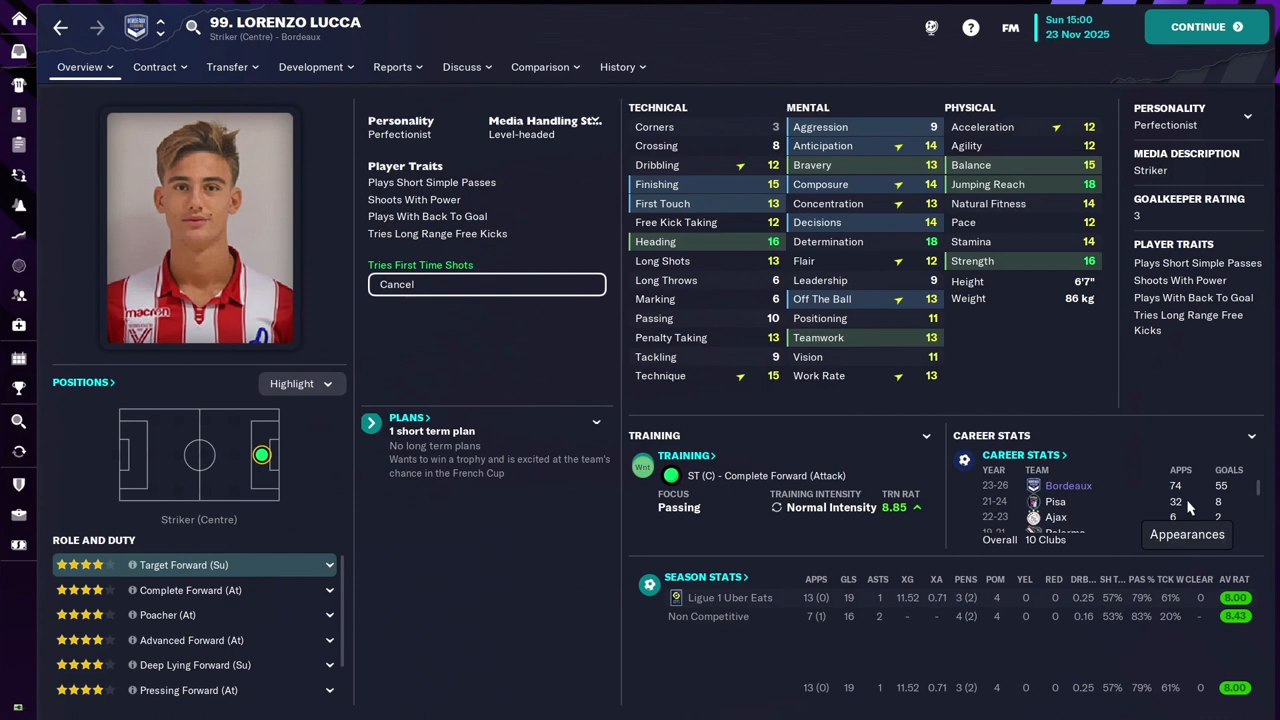 99. LORENZO LUCCA
Striker (Centre) - Bordeaux
FM
Sun 15:00
23 Nov 2025
CONTINUE
Overview
Contract
Transfer
Development
Reports
Discuss
Comparison
History
Personality
Perfectionist
Media Handling St...
Level-headed
Player Traits
Plays Short Simple Passes
Shoots With Power
Plays With Back To Goal
Tries Long Range Free Kicks
Tries First Time Shots
Cancel
macron
POSITIONS
Highlight
Striker (Centre)
ROLE AND DUTY
Target Forward (Su)
Complete Forward (At)
Poacher (At)
Advanced Forward (At)
Deep Lying Forward (Su)
Pressing Forward (At)
PLANS
1 short term plan
No long term plans
Wants to win a trophy and is excited at the team's
chance in the French Cup
TECHNICAL
Corners 3
Crossing 8
Dribbling 12
Finishing 15
First Touch 13
Free Kick Taking 12
Heading 16
Long Shots 13
Long Throws 6
Marking 6
Passing 10
Penalty Taking 13
Tackling 9
Technique 15
MENTAL
Aggression 9
Anticipation 14
Bravery 13
Composure 14
Concentration 13
Decisions 14
Determination 18
Flair 12
Leadership 9
Off The Ball 13
Positioning 11
Teamwork 13
Vision 11
Work Rate 13
PHYSICAL
Acceleration 12
Agility 12
Balance 15
Jumping Reach 18
Natural Fitness 14
Pace 12
Stamina 14
Strength 16
Height 6'7"
Weight 86 kg
PERSONALITY
Perfectionist
MEDIA DESCRIPTION
Striker
GOALKEEPER RATING
3
PLAYER TRAITS
Plays Short Simple Passes
Shoots With Power
Plays With Back To Goal
Tries Long Range Free
Kicks
TRAINING
Wnt
TRAINING
ST (C) - Complete Forward (Attack)
FOCUS
Passing
TRAINING INTENSITY
Normal Intensity
TRN RAT
8.85
CAREER STATS
CAREER STATS
YEAR TEAM APPS GOALS
23-26 Bordeaux 74 55
21-24 Pisa 32 8
22-23 Ajax 6 2
19-21 Palermo
Overall 10 Clubs
Appearances
SEASON STATS
APPS GLS ASTS XG XA PENS POM YEL RED DRB... SH T... PAS % TCK W CLEAR AV RAT
Ligue 1 Uber Eats 13 (0) 19 1 11.52 0.71 3 (2) 4 0 0 0.25 57% 79% 61% 0 8.00
Non Competitive 7 (1) 16 2 - - 4 (2) 4 0 0 0.16 53% 83% 20% - 8.43
13 (0) 19 1 11.52 0.71 3 (2) 4 0 0 0.25 57% 79% 61% 0 8.00